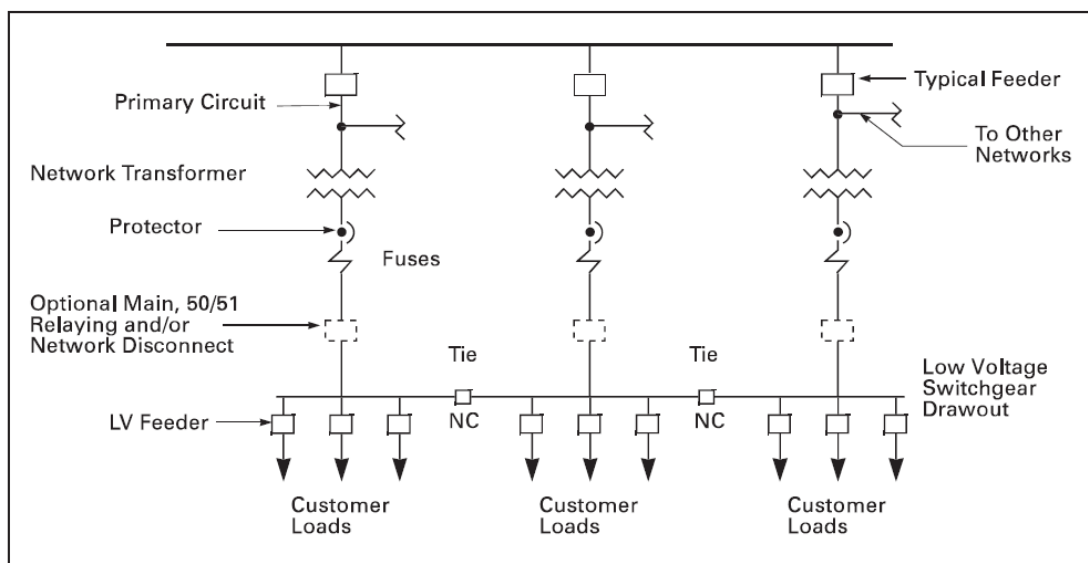 Typical Feeder
Primary Circuit
To Other
Networks
Network Transformer
Protector
Fuses
Optional Main, 50/51
Relaying and/or
Network Disconnect
Tie
Tie
Low Voltage
Switchgear
Drawout
LV Feeder
NC
NC
Customer
Loads
Customer
Loads
Customer
Loads